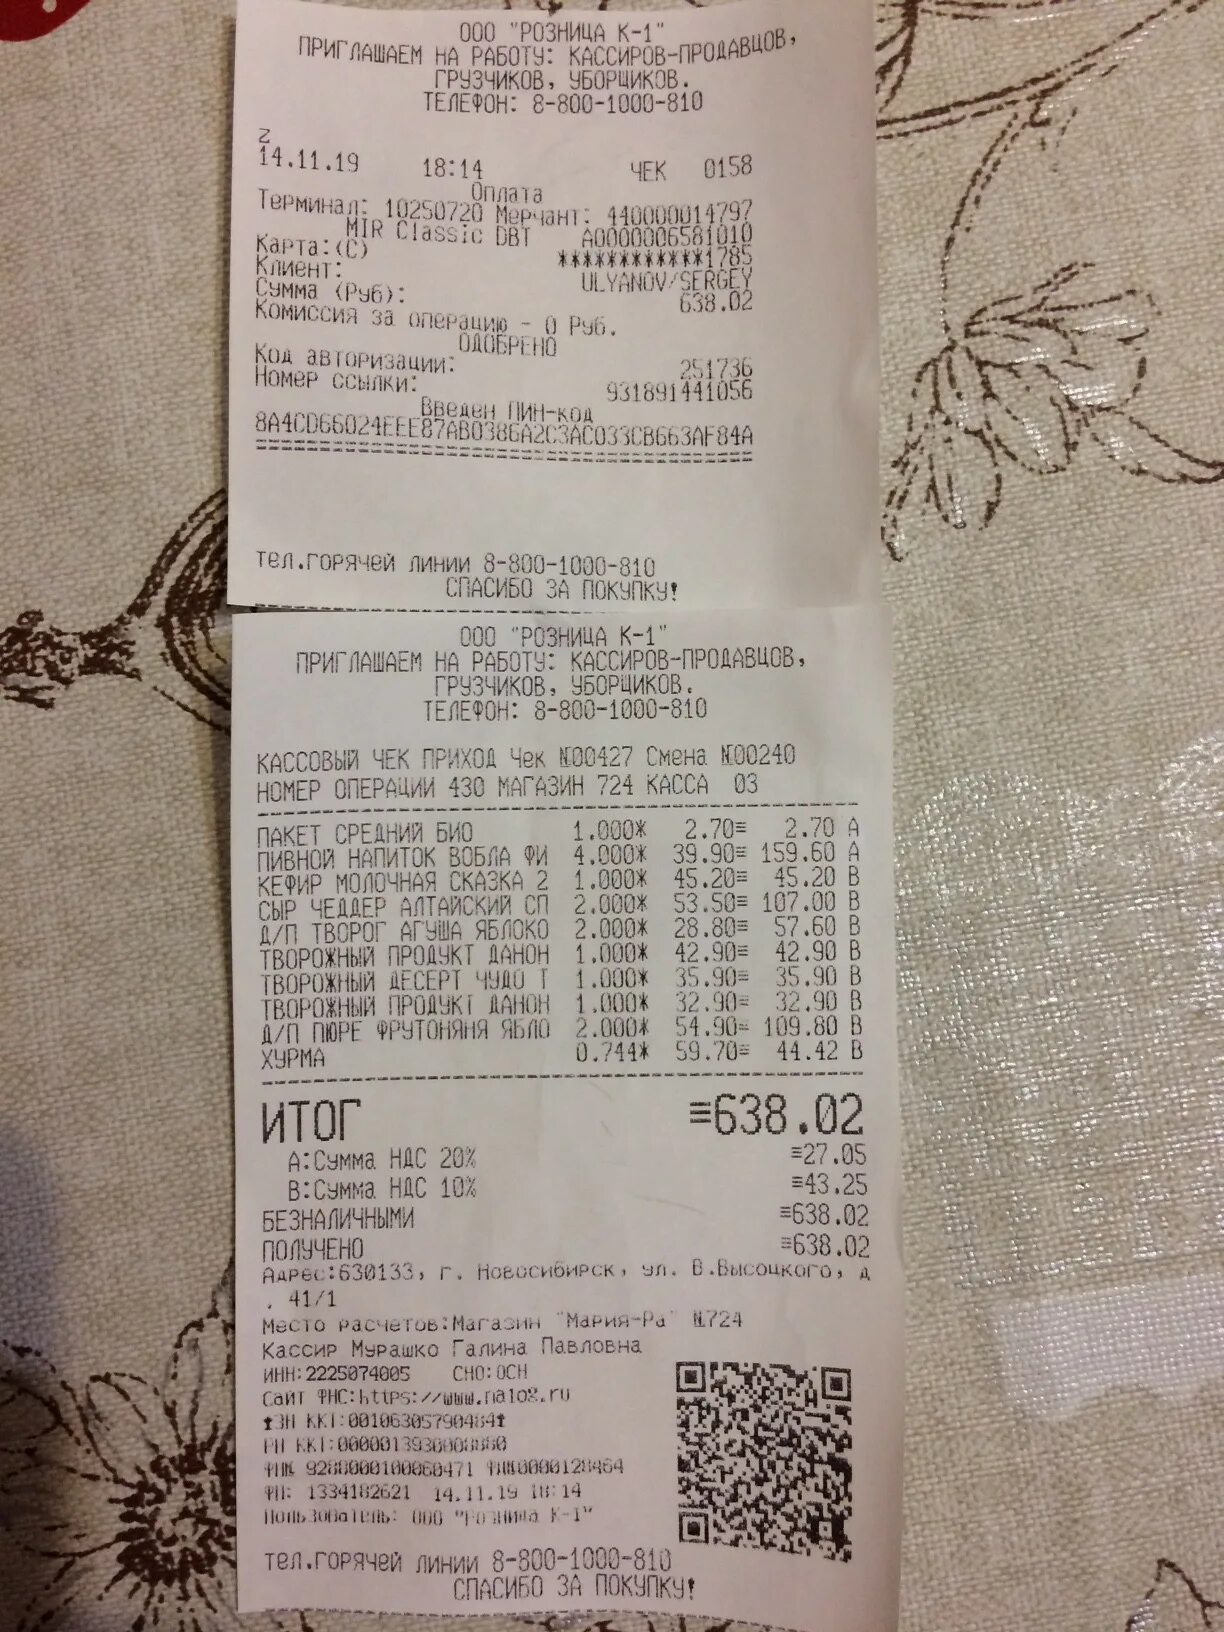 ООО "РОЗНИЦА К-1"
ПРИГЛАШАЕМ НА РАБОТУ: КАССИРОВ-ПРОДАВЦОВ,
ГРУЗЧИКОВ, УБОРЩИКОВ.
ТЕЛЕФОН: 8-800-1000-810
2
14.11.19 18:14 ЧЕК 0158
Оплата
Терминал: 10250720 Мерчант: 440000014797
MIR Classic DBT A0000006581010
Карта:(C) ************1785
Клиент: ULYANOV/SERGEY
Сумма (Руб): 638.02
Комиссия за операцию - 0 Руб.
ОДОБРЕНО
Код авторизации: 251736
Номер ссылки: 931891441056
Введен ПИН-код
8A4CD66024EEE87AB0386A2C3AC033CB663AF84A
тел.горячей линии 8-800-1000-810
СПАСИБО ЗА ПОКУПКУ!
ООО "РОЗНИЦА К-1"
ПРИГЛАШАЕМ НА РАБОТУ: КАССИРОВ-ПРОДАВЦОВ,
ГРУЗЧИКОВ, УБОРЩИКОВ.
ТЕЛЕФОН: 8-800-1000-810
КАССОВЫЙ ЧЕК ПРИХОД Чек №00427 Смена №00240
НОМЕР ОПЕРАЦИИ 430 МАГАЗИН 724 КАССА 03
ПАКЕТ СРЕДНИЙ БИО 1.000* 2.70≡ 2.70 А
ПИВНОЙ НАПИТОК ВОБЛА ФИ 4.000* 39.90≡ 159.60 А
КЕФИР МОЛОЧНАЯ СКАЗКА 2 1.000* 45.20≡ 45.20 В
СЫР ЧЕДДЕР АЛТАЙСКИЙ СП 2.000* 53.50≡ 107.00 В
Д/П ТВОРОГ АГУША ЯБЛОКО 2.000* 28.80≡ 57.60 В
ТВОРОЖНЫЙ ПРОДУКТ ДАНОН 1.000* 42.90≡ 42.90 В
ТВОРОЖНЫЙ ДЕСЕРТ ЧУДО Т 1.000* 35.90≡ 35.90 В
ТВОРОЖНЫЙ ПРОДУКТ ДАНОН 1.000* 32.90≡ 32.90 В
Д/П ПЮРЕ ФРУТОНЯНЯ ЯБЛО 2.000* 54.90≡ 109.80 В
ХУРМА 0.744* 59.70≡ 44.42 В
ИТОГ ≡638.02
А:Сумма НДС 20% ≡27.05
В:Сумма НДС 10% ≡43.25
БЕЗНАЛИЧНЫМИ ≡638.02
ПОЛУЧЕНО ≡638.02
Адрес:630133, г. Новосибирск, ул. В.Высоцкого, д
. 41/1
Место расчетов:Магазин "Мария-Ра" №724
Кассир Мурашко Галина Павловна
ИНН:2225074005 СНО:ОСН
Сайт ФНС:https://www.nalog.ru
ЗН ККТ:00106305790484
РН ККТ:
ФН№ 9280000100060471 ФД№0000128464
ФП: 1334182621 14.11.19 18:14
Пользователь: ООО "Розница К-1"
тел.горячей линии 8-800-1000-810
СПАСИБО ЗА ПОКУПКУ!